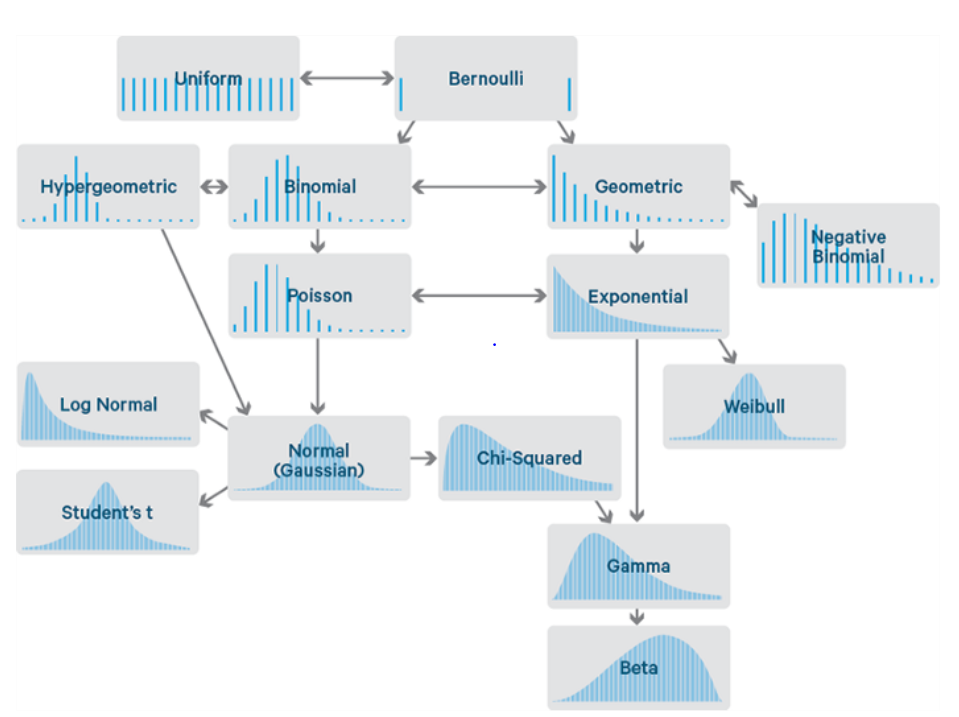 Uniform
Bernoulli
Hypergeometric
Binomial
Geometric
Negative
Binomial
Poisson
Exponential
Log Normal
Weibull
Normal
(Gaussian)
Chi-Squared
Student's t
Gamma
Beta